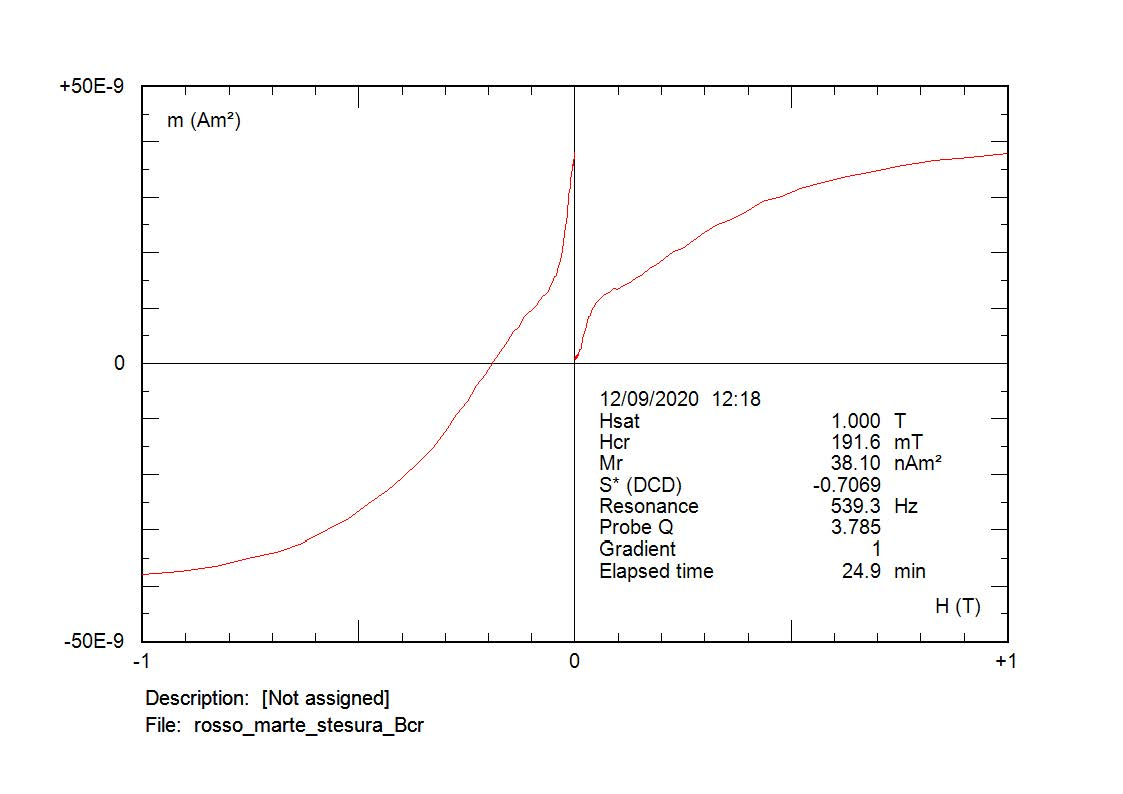 +50E-9
m (Am²)
0
12/09/2020 12:18
Hsat 1.000 T
Hcr 191.6 mT
Mr 38.10 nAm²
S* (DCD) -0.7069
Resonance 539.3 Hz
Probe Q 3.785
Gradient 1
Elapsed time 24.9 min
H (T)
-50E-9
-1 0 +1
Description: [Not assigned]
File: rosso_marte_stesura_Bcr